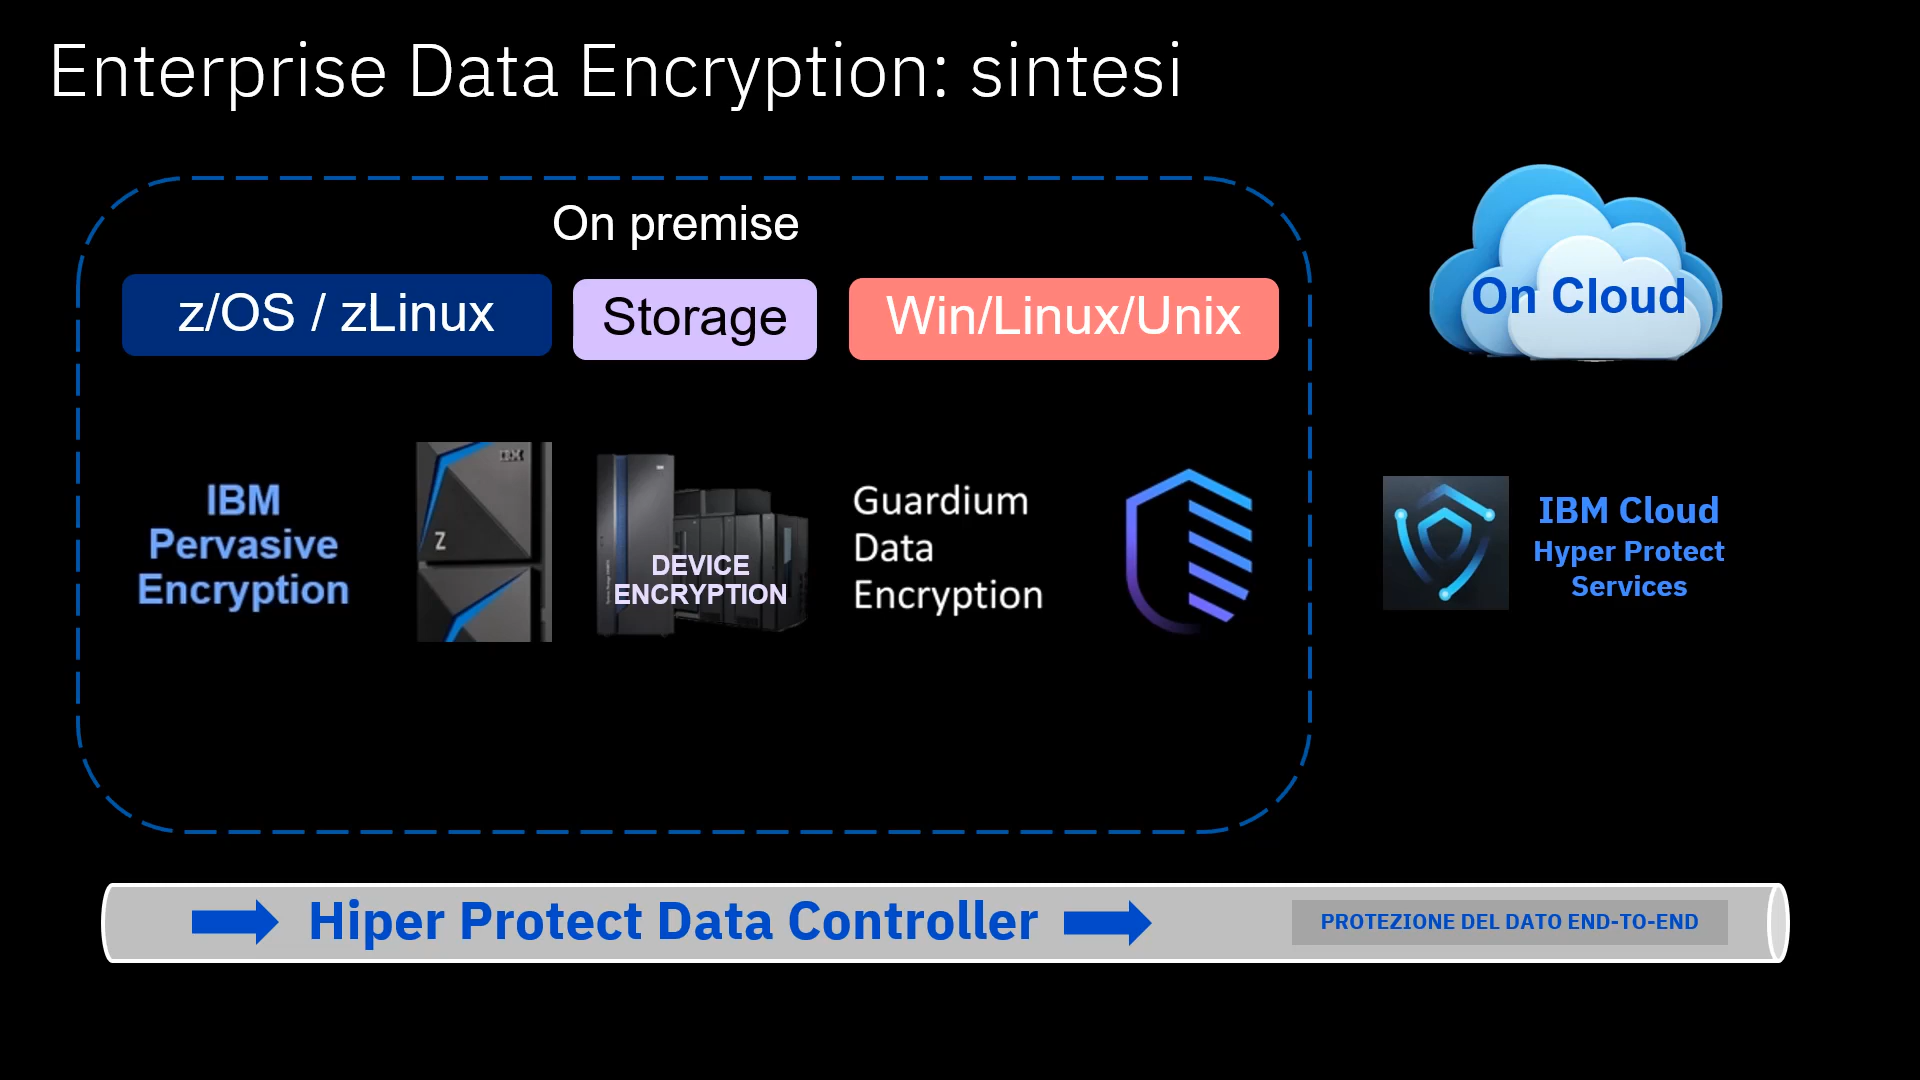 Enterprise Data Encryption: sintesi
On premise
z/OS / zLinux
Storage
Win/Linux/Unix
On Cloud
IBM
Pervasive
Encryption
Z
DEVICE
ENCRYPTION
Guardium
Data
Encryption
IBM Cloud
Hyper Protect
Services
Hiper Protect Data Controller
PROTEZIONE DEL DATO END-TO-END